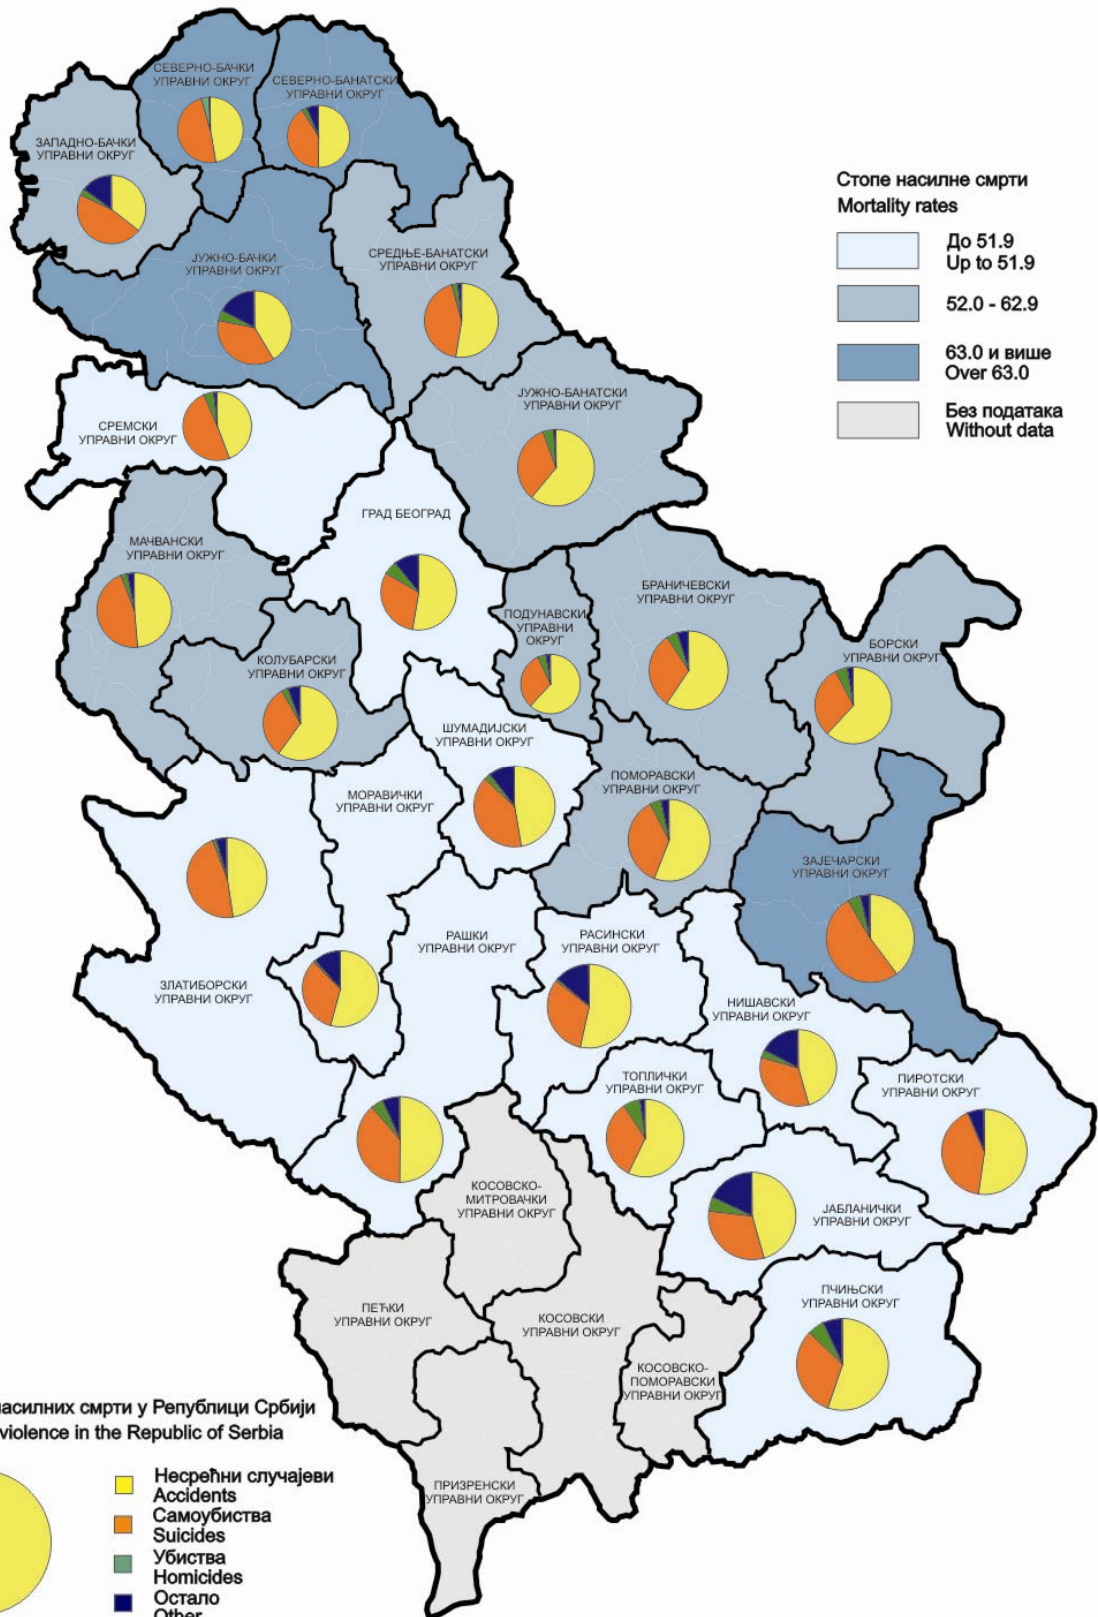 СЕВЕРНО-БАЧКИ
УПРАВНИ ОКРУГ
СЕВЕРНО-БАНАТСКИ
УПРАВНИ ОКРУГ
ЗАПАДНО-БАЧКИ
УПРАВНИ ОКРУГ
Стопе насилне смрти
Mortality rates
До 51.9
Up to 51.9
52.0 - 62.9
63.0 и више
Over 63.0
Без података
Without data
ЈУЖНО-БАЧКИ
УПРАВНИ ОКРУГ
СРЕДЊЕ-БАНАТСКИ
УПРАВНИ ОКРУГ
ЈУЖНО-БАНАТСКИ
УПРАВНИ ОКРУГ
СРЕМСКИ
УПРАВНИ ОКРУГ
ГРАД БЕОГРАД
МАЧВАНСКИ
УПРАВНИ ОКРУГ
ПОДУНАВСКИ
УПРАВНИ
ОКРУГ
БРАНИЧЕВСКИ
УПРАВНИ ОКРУГ
БОРСКИ
УПРАВНИ ОКРУГ
КОЛУБАРСКИ
УПРАВНИ ОКРУГ
ШУМАДИЈСКИ
УПРАВНИ ОКРУГ
МОРАВИЧКИ
УПРАВНИ ОКРУГ
ПОМОРАВСКИ
УПРАВНИ ОКРУГ
ЗАЈЕЧАРСКИ
УПРАВНИ ОКРУГ
ЗЛАТИБОРСКИ
УПРАВНИ ОКРУГ
РАШКИ
УПРАВНИ ОКРУГ
РАСИНСКИ
УПРАВНИ ОКРУГ
НИШАВСКИ
УПРАВНИ ОКРУГ
ТОПЛИЧКИ
УПРАВНИ ОКРУГ
ПИРОТСКИ
УПРАВНИ ОКРУГ
КОСОВСКО-
МИТРОВАЧКИ
УПРАВНИ ОКРУГ
ЈАБЛАНИЧКИ
УПРАВНИ ОКРУГ
ПЕЋКИ
УПРАВНИ ОКРУГ
КОСОВСКИ
УПРАВНИ ОКРУГ
ПЧИЊСКИ
УПРАВНИ ОКРУГ
КОСОВСКО-
ПОМОРАВСКИ
УПРАВНИ ОКРУГ
ПРИЗРЕНСКИ
УПРАВНИ ОКРУГ
насилних смрти у Републици Србији
violence in the Republic of Serbia
Несрећни случајеви
Accidents
Самоубиства
Suicides
Убиства
Homicides
Остало
Other